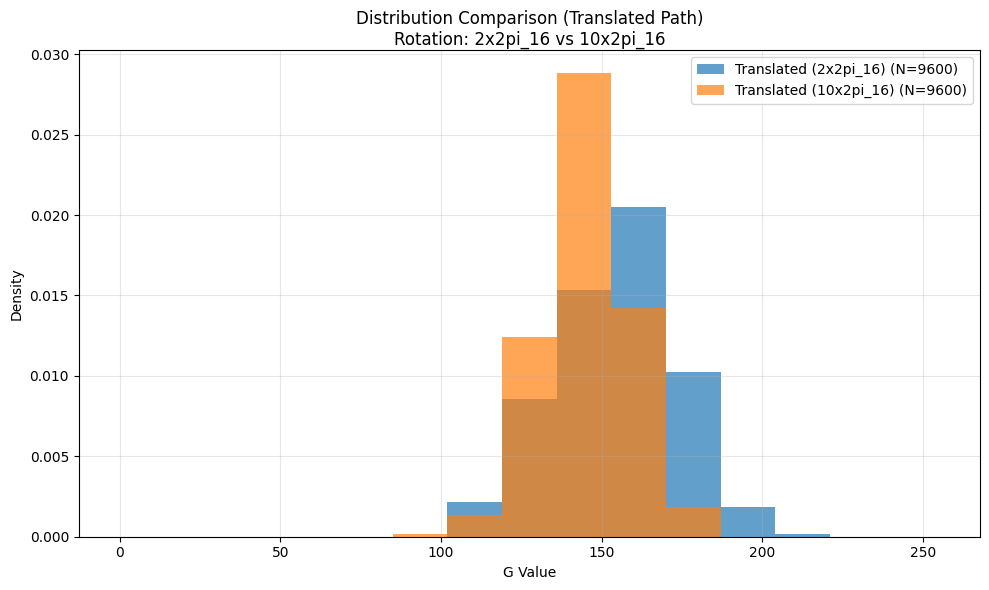 Distribution Comparison (Translated Path)
Rotation: 2x2pi_16 vs 10x2pi_16
Translated (2x2pi_16) (N=9600)
Translated (10x2pi_16) (N=9600)
Density
0.030
0.025
0.020
0.015
0.010
0.005
0.000
0 50 100 150 200 250
G Value